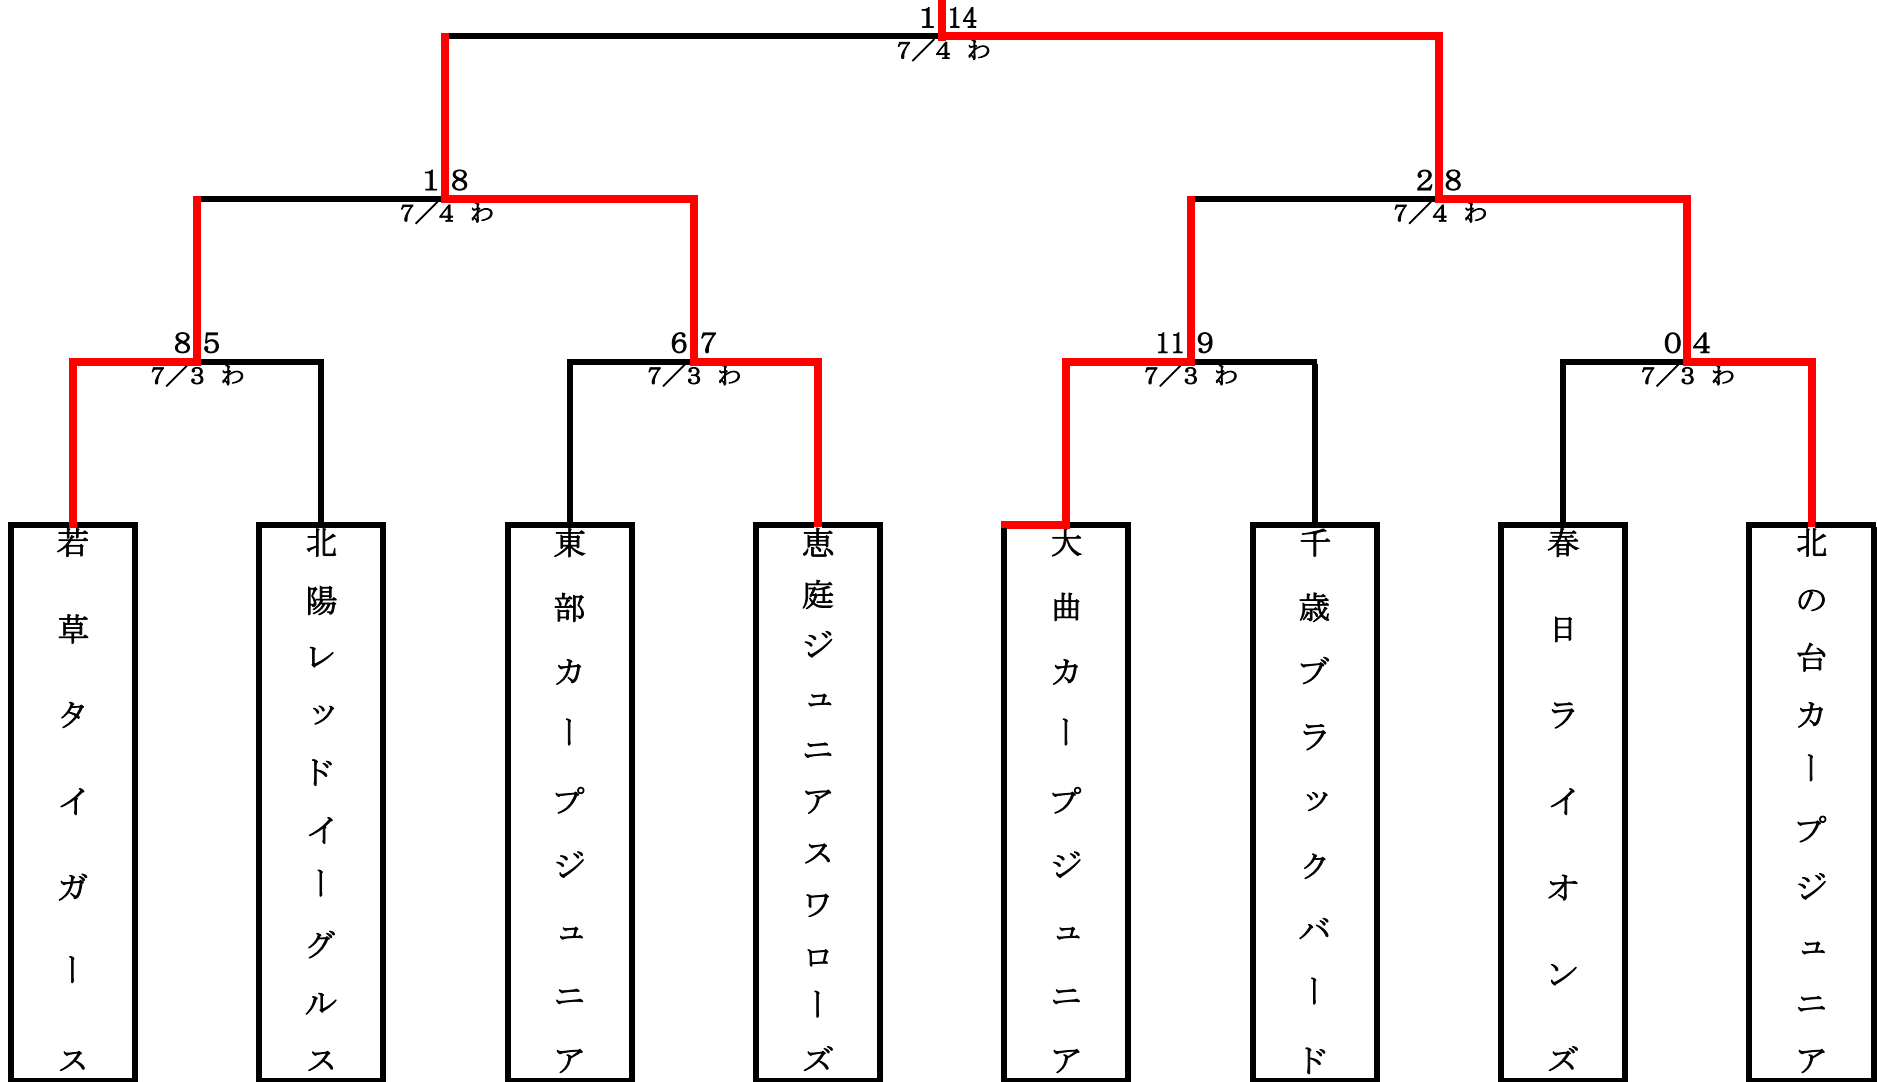 1 14
7／4 わ
1 8
7／4 わ
2 8
7／4 わ
8 5
7／3 わ
6 7
7／3 わ
11 9
7／3 わ
0 4
7／3 わ
若草タイガース
北陽レッドイーグルス
東部カープジュニア
恵庭ジュニアスワローズ
大曲カープジュニア
千歳ブラックバード
春日ライオンズ
北の台カープジュニア